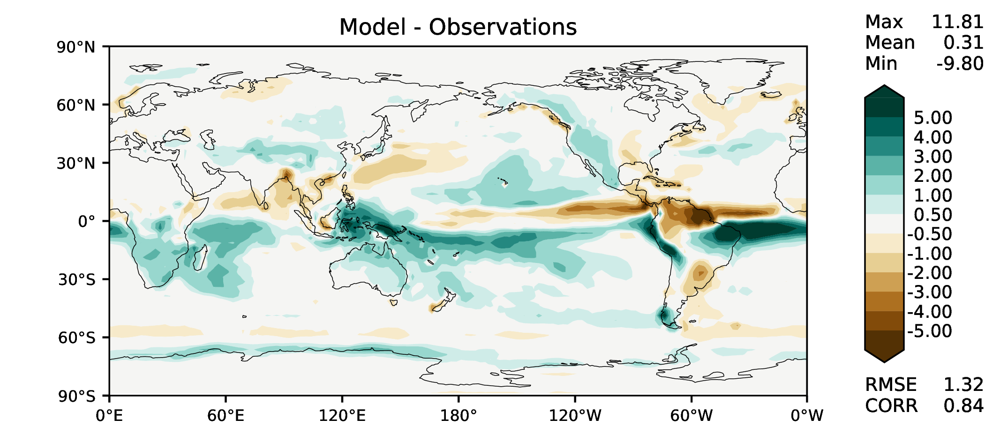 Model - Observations
Max 11.81
Mean 0.31
Min -9.80
90°N
60°N
30°N
0°
30°S
60°S
90°S
0°E 60°E 120°E 180° 120°W 60°W 0°W
5.00
4.00
3.00
2.00
1.00
0.50
-0.50
-1.00
-2.00
-3.00
-4.00
-5.00
RMSE 1.32
CORR 0.84